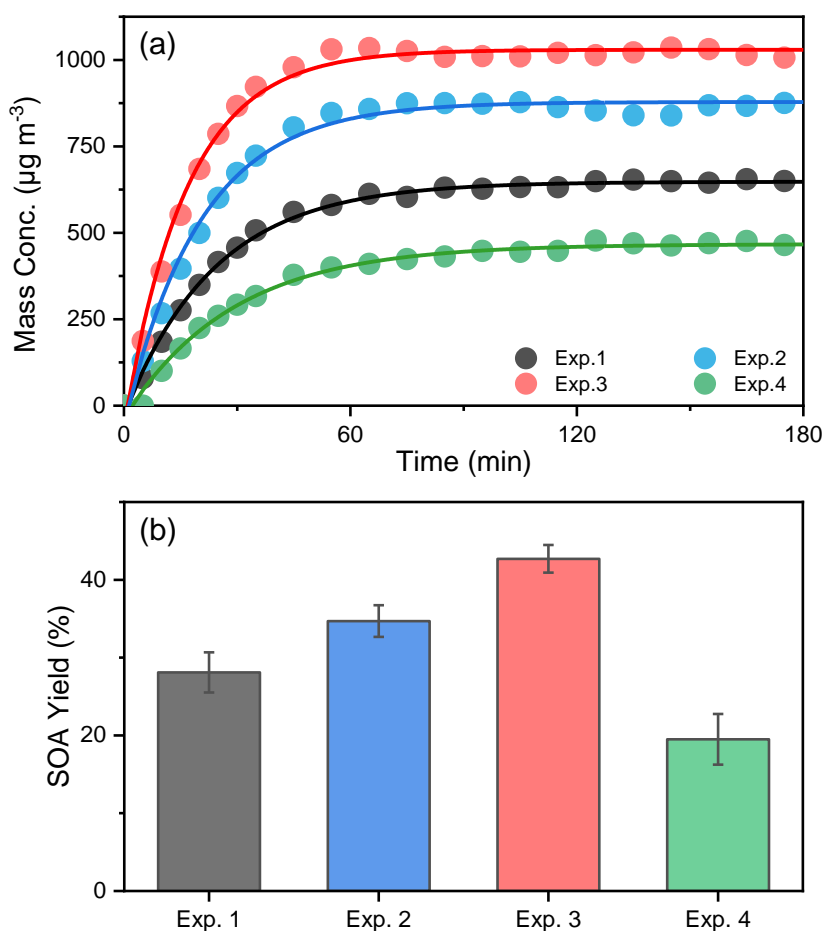 (a)
Mass Conc. (μg m⁻³)
1000
750
500
250
0
Exp.1
Exp.2
Exp.3
Exp.4
0
60
120
180
Time (min)
(b)
SOA Yield (%)
40
20
0
Exp. 1
Exp. 2
Exp. 3
Exp. 4